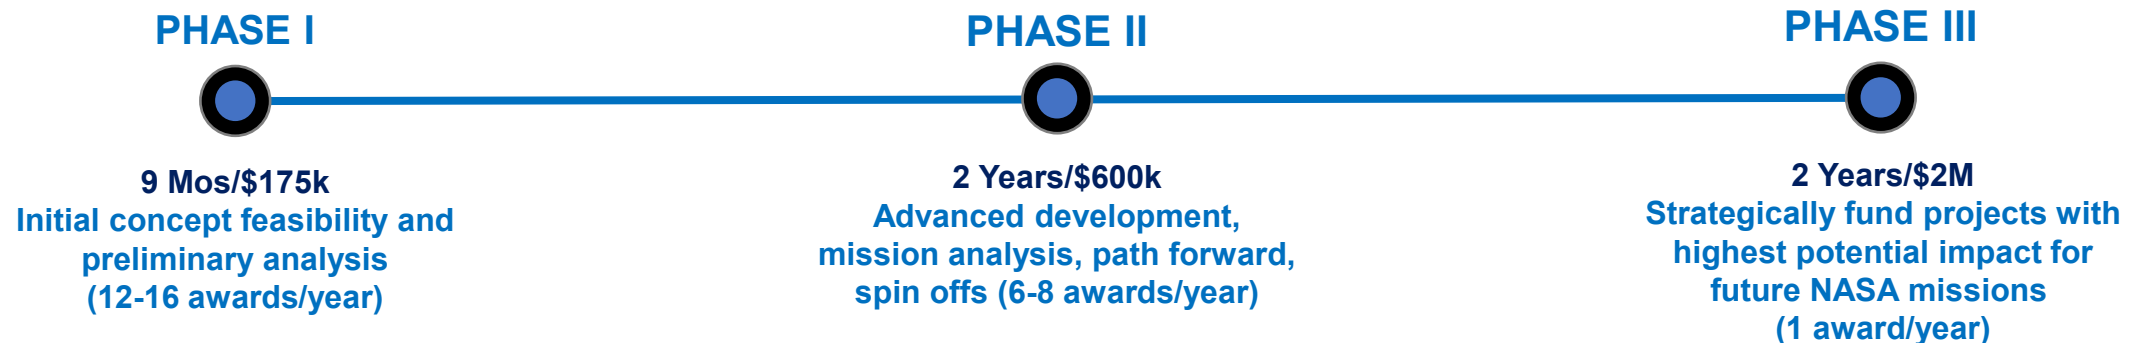 PHASE I
9 Mos/$175k
Initial concept feasibility and
preliminary analysis
(12-16 awards/year)
PHASE II
2 Years/$600k
Advanced development,
mission analysis, path forward,
spin offs (6-8 awards/year)
PHASE III
2 Years/$2M
Strategically fund projects with
highest potential impact for
future NASA missions
(1 award/year)